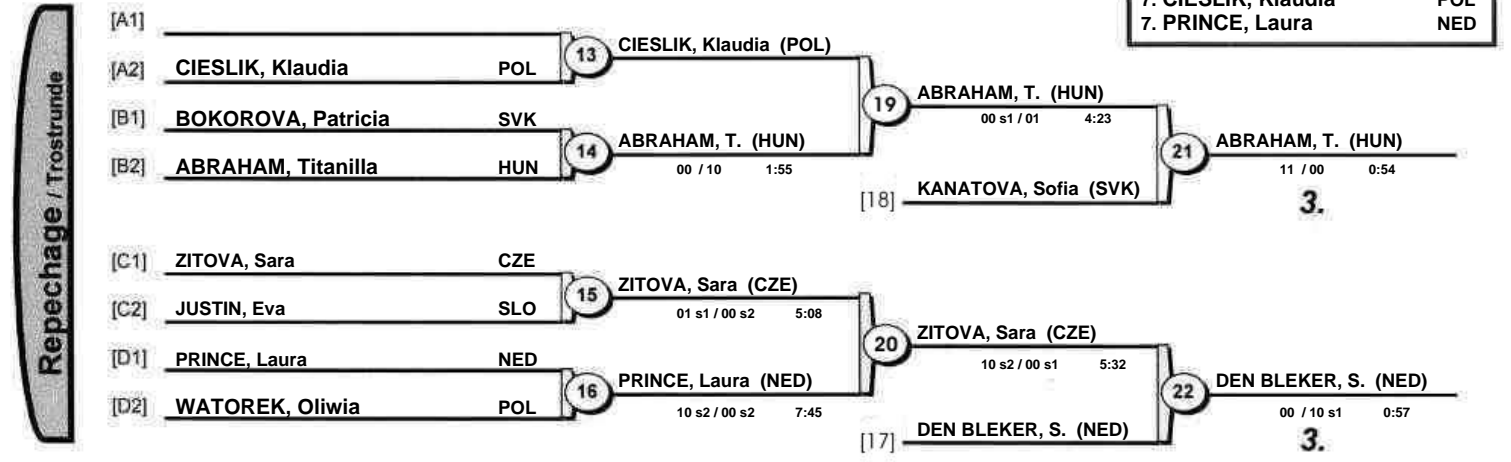 7. CIESLIK, Klaudia POL
7. PRINCE, Laura NED
Repechage / Trostrunde
[A1]
[A2] CIESLIK, Klaudia POL
13
CIESLIK, Klaudia (POL)
[B1] BOKOROVA, Patricia SVK
[B2] ABRAHAM, Titanilla HUN
14
ABRAHAM, T. (HUN)
00 / 10 1:55
19
ABRAHAM, T. (HUN)
00 s1 / 01 4:23
[18] KANATOVA, Sofia (SVK)
21
ABRAHAM, T. (HUN)
11 / 00 0:54
3.
[C1] ZITOVA, Sara CZE
[C2] JUSTIN, Eva SLO
15
ZITOVA, Sara (CZE)
01 s1 / 00 s2 5:08
[D1] PRINCE, Laura NED
[D2] WATOREK, Oliwia POL
16
PRINCE, Laura (NED)
10 s2 / 00 s2 7:45
20
ZITOVA, Sara (CZE)
10 s2 / 00 s1 5:32
[17] DEN BLEKER, S. (NED)
22
DEN BLEKER, S. (NED)
00 / 10 s1 0:57
3.